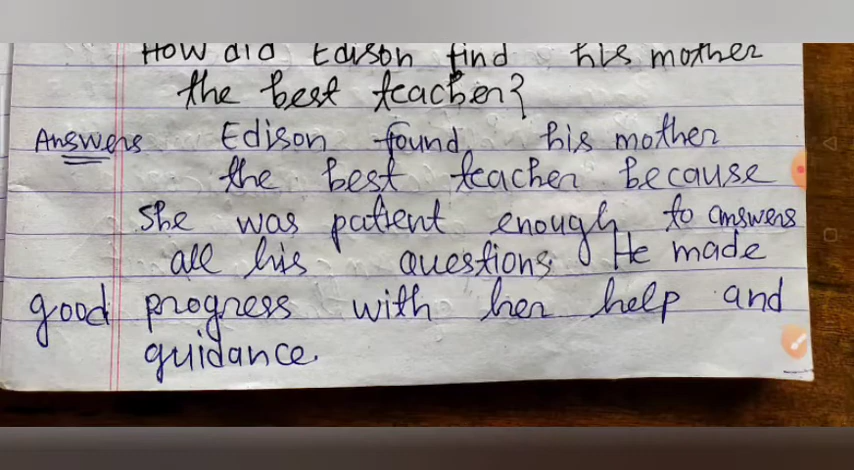 How did Edison find his mother
the best teacher?
Answers Edison found his mother
the best teacher because
she was patient enough to answers
all his questions. He made
good progress with her help and
guidance.